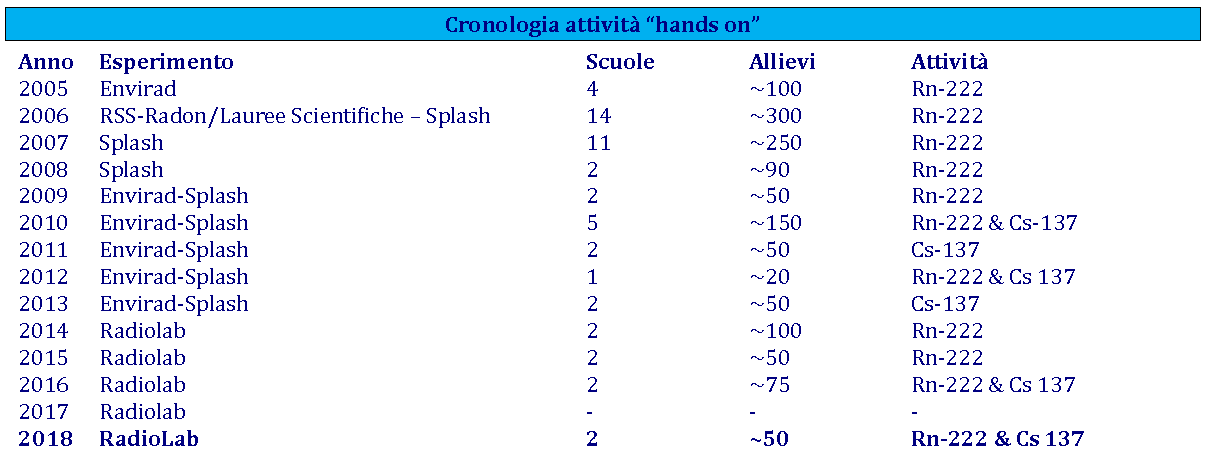 Cronologia attività “hands on”
Anno Esperimento Scuole Allievi Attività
2005 Envirad 4 ~100 Rn-222
2006 RSS-Radon/Lauree Scientifiche – Splash 14 ~300 Rn-222
2007 Splash 11 ~250 Rn-222
2008 Splash 2 ~90 Rn-222
2009 Envirad-Splash 2 ~50 Rn-222
2010 Envirad-Splash 5 ~150 Rn-222 & Cs-137
2011 Envirad-Splash 2 ~50 Cs-137
2012 Envirad-Splash 1 ~20 Rn-222 & Cs 137
2013 Envirad-Splash 2 ~50 Cs-137
2014 Radiolab 2 ~100 Rn-222
2015 Radiolab 2 ~50 Rn-222
2016 Radiolab 2 ~75 Rn-222 & Cs 137
2017 Radiolab - - -
2018 RadioLab 2 ~50 Rn-222 & Cs 137